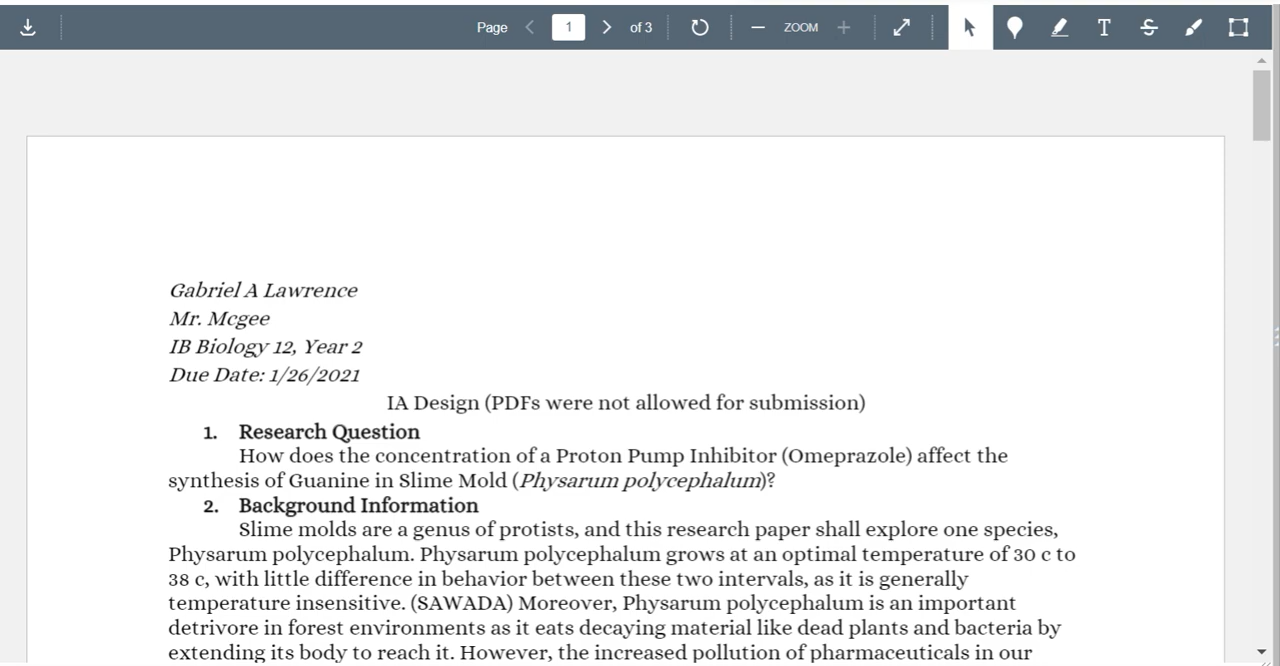 Page 1 of 3 ZOOM T S
Gabriel A Lawrence
Mr. Mcgee
IB Biology 12, Year 2
Due Date: 1/26/2021
IA Design (PDFs were not allowed for submission)
1. Research Question
How does the concentration of a Proton Pump Inhibitor (Omeprazole) affect the
synthesis of Guanine in Slime Mold (Physarum polycephalum)?
2. Background Information
Slime molds are a genus of protists, and this research paper shall explore one species,
Physarum polycephalum. Physarum polycephalum grows at an optimal temperature of 30 c to
38 c, with little difference in behavior between these two intervals, as it is generally
temperature insensitive. (SAWADA) Moreover, Physarum polycephalum is an important
detrivore in forest environments as it eats decaying material like dead plants and bacteria by
extending its body to reach it. However, the increased pollution of pharmaceuticals in our